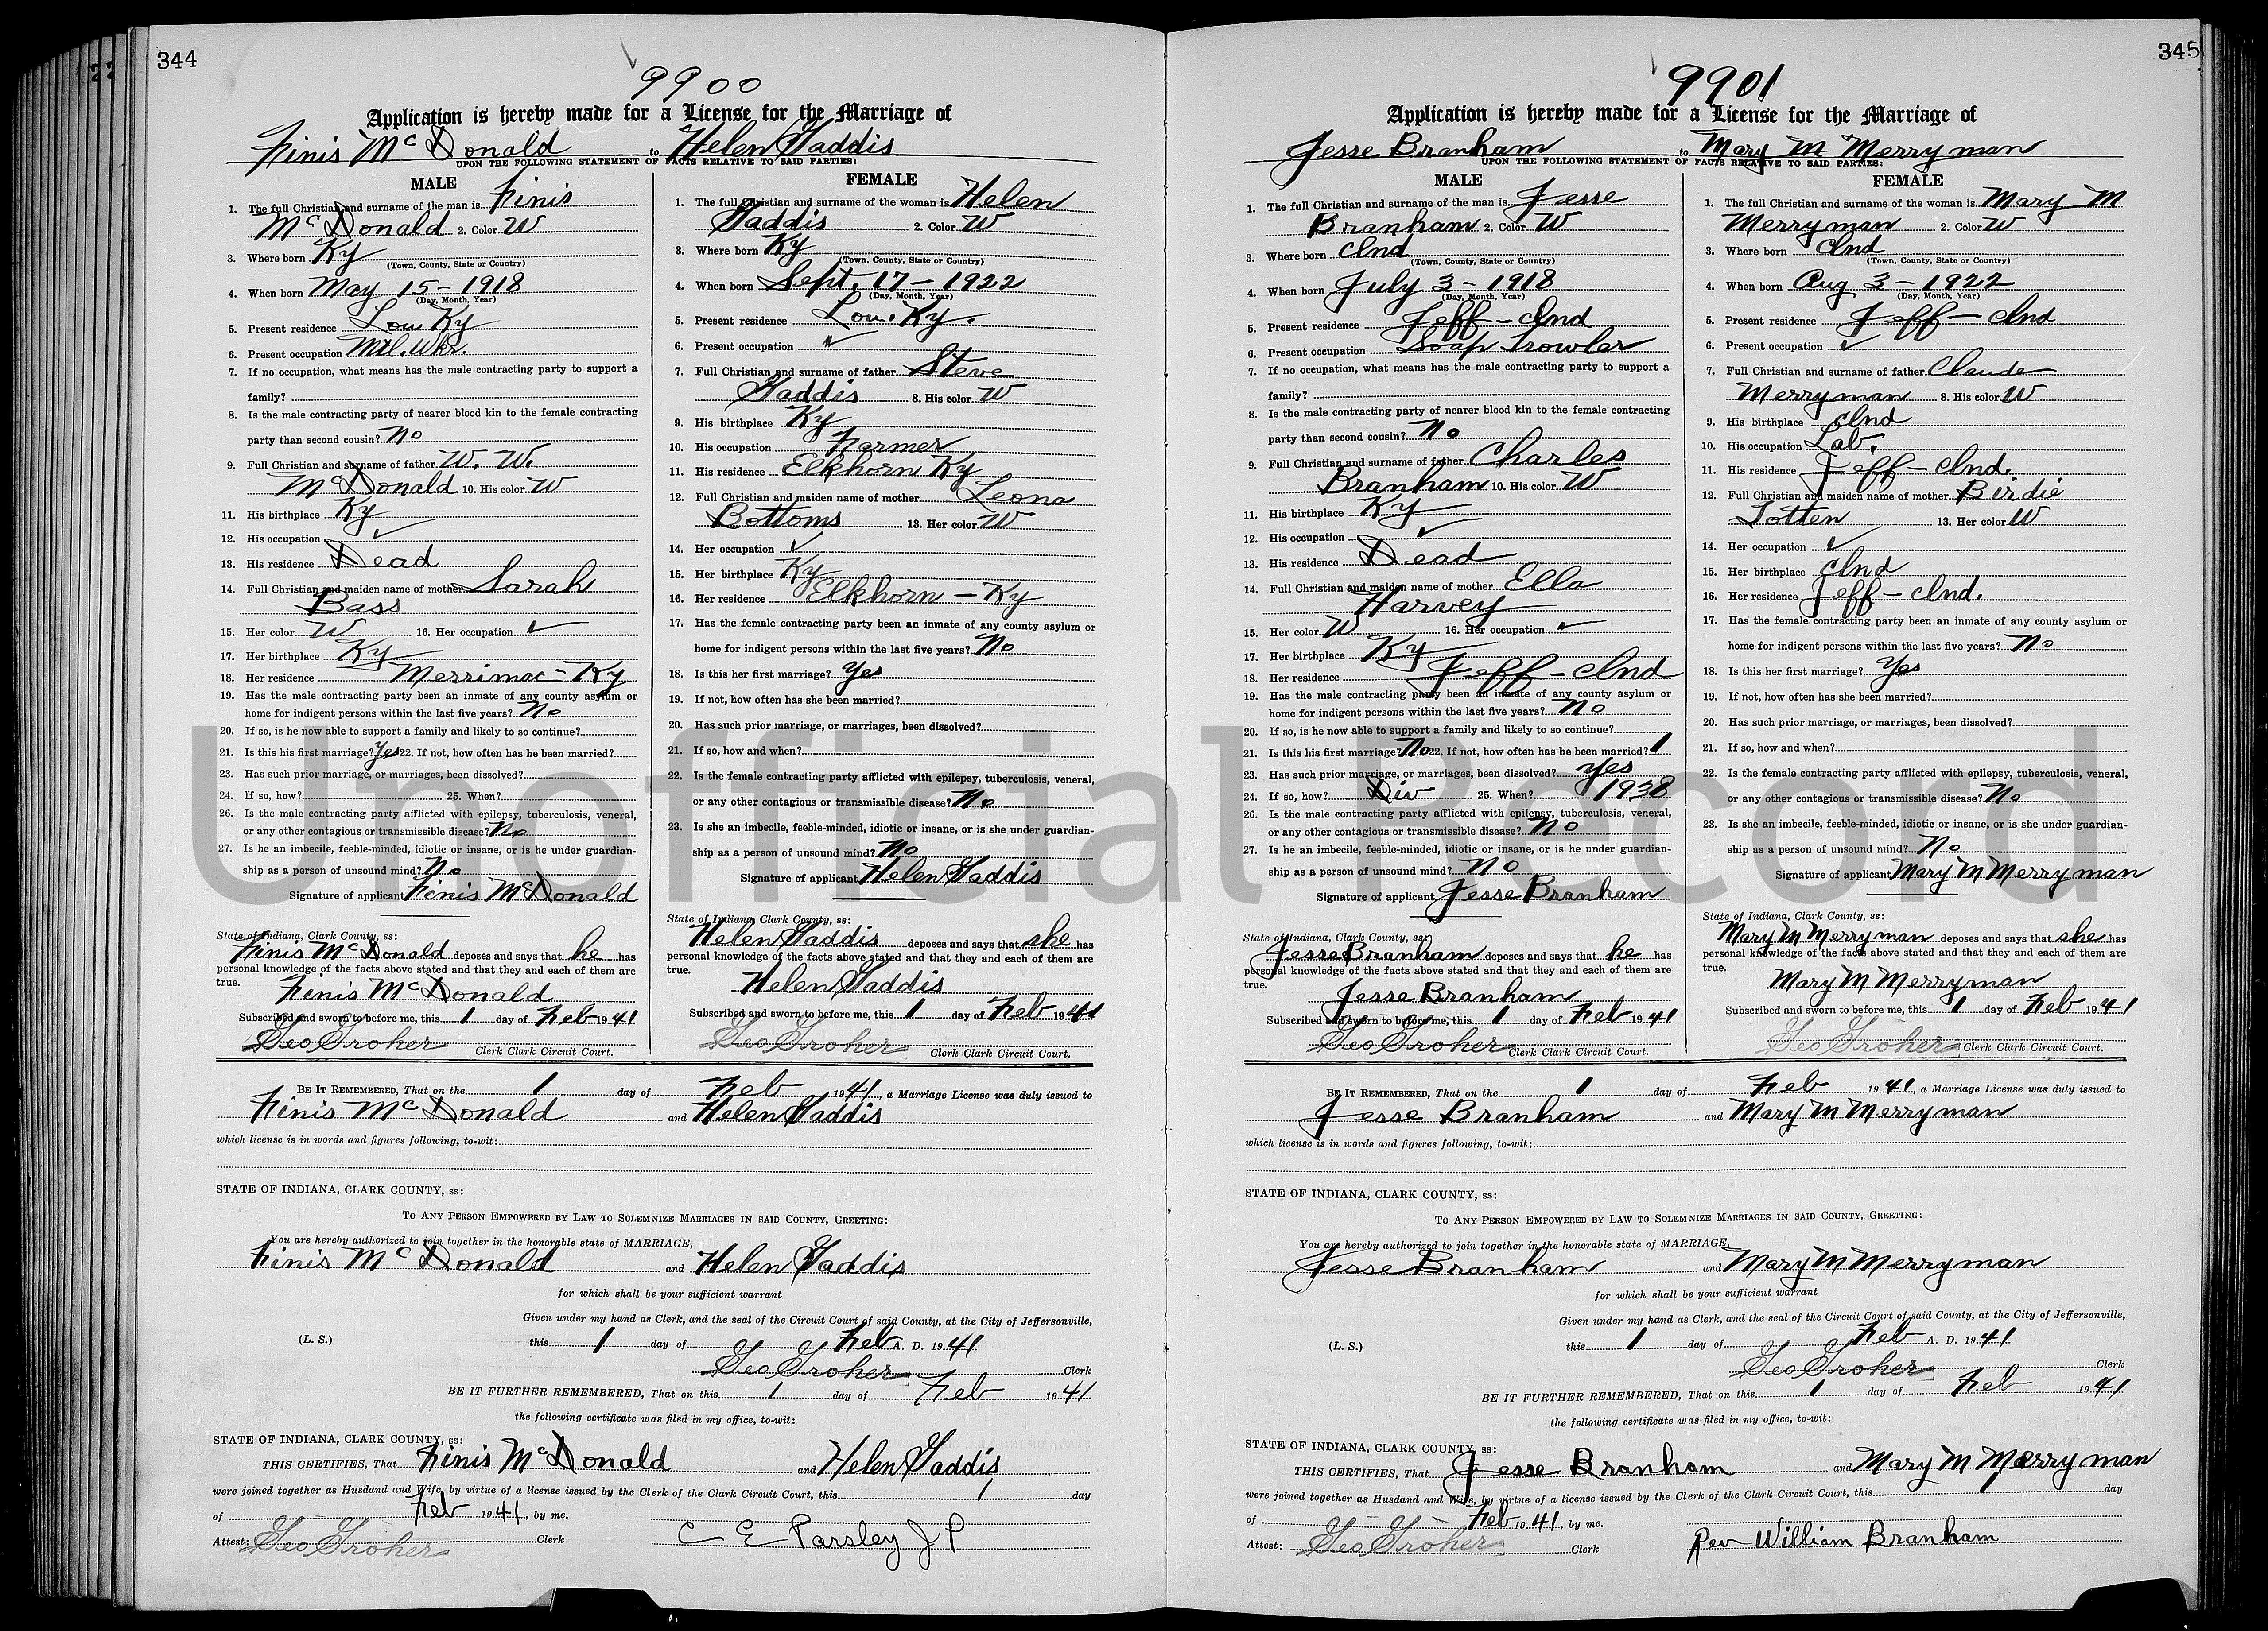 344
9900
Application is hereby made for a License for the Marriage of
Finis McDonald to Helen Gaddis
UPON THE FOLLOWING STATEMENT OF FACTS RELATIVE TO SAID PARTIES:
MALE
1. The full Christian and surname of the man is Finis
McDonald 2. Color W
3. Where born Ky
(Town, County, State or Country)
4. When born May 15 - 1918
(Day, Month, Year)
5. Present residence Lou Ky
6. Present occupation Mtl. Wkr.
7. If no occupation, what means has the male contracting party to support a
family?
8. Is the male contracting party of nearer blood kin to the female contracting
party than second cousin? No
9. Full Christian and surname of father W. W.
McDonald 10. His color W
11. His birthplace Ky
12. His occupation ✓
13. His residence Dead
14. Full Christian and maiden name of mother Sarah
Bass
15. Her color W 16. Her occupation ✓
17. Her birthplace Ky
18. Her residence Merrimac - Ky
19. Has the male contracting party been an inmate of any county asylum or
home for indigent persons within the last five years? No
20. If so, is he now able to support a family and likely to so continue?
21. Is this his first marriage? Yes 22. If not, how often has he been married?
23. Has such prior marriage, or marriages, been dissolved?
24. If so, how? 25. When?
26. Is the male contracting party afflicted with epilepsy, tuberculosis, veneral,
or any other contagious or transmissible disease? No
27. Is he an imbecile, feeble-minded, idiotic or insane, or is he under guardian-
ship as a person of unsound mind? No
Signature of applicant Finis McDonald
State of Indiana, Clark County, ss:
Finis McDonald deposes and says that he has
personal knowledge of the facts above stated and that they and each of them are
true.
Finis McDonald
Subscribed and sworn to before me, this 1 day of Feb 1941
Geo Groher Clerk Clark Circuit Court.
FEMALE
1. The full Christian and surname of the woman is Helen
Gaddis 2. Color W
3. Where born Ky
(Town, County, State or Country)
4. When born Sept. 17 - 1922
(Day, Month, Year)
5. Present residence Lou. Ky.
6. Present occupation ✓
7. Full Christian and surname of father Steve
Gaddis 8. His color W
9. His birthplace Ky
10. His occupation Farmer
11. His residence Elkhorn Ky
12. Full Christian and maiden name of mother Leona
Bottoms 13. Her color W
14. Her occupation ✓
15. Her birthplace Ky
16. Her residence Elkhorn - Ky
17. Has the female contracting party been an inmate of any county asylum or
home for indigent persons within the last five years? No
18. Is this her first marriage? Yes
19. If not, how often has she been married?
20. Has such prior marriage, or marriages, been dissolved?
21. If so, how and when?
22. Is the female contracting party afflicted with epilepsy, tuberculosis, veneral,
or any other contagious or transmissible disease? No
23. Is she an imbecile, feeble-minded, idiotic or insane, or is she under guardian-
ship as a person of unsound mind? No
Signature of applicant Helen Gaddis
State of Indiana, Clark County, ss:
Helen Gaddis deposes and says that she has
personal knowledge of the facts above stated and that they and each of them are
true.
Helen Gaddis
Subscribed and sworn to before me, this 1 day of Feb 1941
Geo Groher Clerk Clark Circuit Court.
BE IT REMEMBERED, That on the 1 day of Feb 1941, a Marriage License was duly issued to
Finis McDonald and Helen Gaddis
which license is in words and figures following, to-wit:
STATE OF INDIANA, CLARK COUNTY, ss:
TO ANY PERSON EMPOWERED BY LAW TO SOLEMNIZE MARRIAGES IN SAID COUNTY, GREETING:
You are hereby authorized to join together in the honorable state of MARRIAGE,
Finis McDonald and Helen Gaddis
for which shall be your sufficient warrant
Given under my hand as Clerk, and the seal of the Circuit Court of said County, at the City of Jeffersonville,
(L. S.) this 1 day of Feb A. D. 1941
Geo Groher Clerk
BE IT FURTHER REMEMBERED, That on this 1 day of Feb 1941
the following certificate was filed in my office, to-wit:
STATE OF INDIANA, CLARK COUNTY, ss:
THIS CERTIFIES, That Finis McDonald and Helen Gaddis
were joined together as Husdand and Wife, by virtue of a license issued by the Clerk of the Clark Circuit Court, this 1 day
of Feb 1941, by me.
Attest: Geo Groher Clerk C E Parsley J P
345
9901
Application is hereby made for a License for the Marriage of
Jesse Branham to Mary M Merryman
UPON THE FOLLOWING STATEMENT OF FACTS RELATIVE TO SAID PARTIES:
MALE
1. The full Christian and surname of the man is Jesse
Branham 2. Color W
3. Where born Ind
(Town, County, State or Country)
4. When born July 3 - 1918
(Day, Month, Year)
5. Present residence Jeff - Ind
6. Present occupation Soap Trowler
7. If no occupation, what means has the male contracting party to support a
family?
8. Is the male contracting party of nearer blood kin to the female contracting
party than second cousin? No
9. Full Christian and surname of father Charles
Branham 10. His color W
11. His birthplace Ky
12. His occupation ✓
13. His residence Dead
14. Full Christian and maiden name of mother Ella
Harvey
15. Her color W 16. Her occupation ✓
17. Her birthplace Ky
18. Her residence Jeff - Ind
19. Has the male contracting party been an inmate of any county asylum or
home for indigent persons within the last five years? No
20. If so, is he now able to support a family and likely to so continue?
21. Is this his first marriage? No 22. If not, how often has he been married? 1
23. Has such prior marriage, or marriages, been dissolved? Yes
24. If so, how? Div 25. When? 1938
26. Is the male contracting party afflicted with epilepsy, tuberculosis, veneral,
or any other contagious or transmissible disease? No
27. Is he an imbecile, feeble-minded, idiotic or insane, or is he under guardian-
ship as a person of unsound mind? No
Signature of applicant Jesse Branham
State of Indiana, Clark County, ss:
Jesse Branham deposes and says that he has
personal knowledge of the facts above stated and that they and each of them are
true.
Jesse Branham
Subscribed and sworn to before me, this 1 day of Feb 1941
Geo Groher Clerk Clark Circuit Court.
FEMALE
1. The full Christian and surname of the woman is Mary M
Merryman 2. Color W
3. Where born Ind
(Town, County, State or Country)
4. When born Aug 3 - 1922
(Day, Month, Year)
5. Present residence Jeff - Ind
6. Present occupation ✓
7. Full Christian and surname of father Claude
Merryman 8. His color W
9. His birthplace Ind
10. His occupation Lab.
11. His residence Jeff - Ind.
12. Full Christian and maiden name of mother Birdie
Totten 13. Her color W
14. Her occupation ✓
15. Her birthplace Ind
16. Her residence Jeff - Ind.
17. Has the female contracting party been an inmate of any county asylum or
home for indigent persons within the last five years? No
18. Is this her first marriage? Yes
19. If not, how often has she been married?
20. Has such prior marriage, or marriages, been dissolved?
21. If so, how and when?
22. Is the female contracting party afflicted with epilepsy, tuberculosis, veneral,
or any other contagious or transmissible disease? No
23. Is she an imbecile, feeble-minded, idiotic or insane, or is she under guardian-
ship as a person of unsound mind? No
Signature of applicant Mary M Merryman
State of Indiana, Clark County, ss:
Mary M Merryman deposes and says that she has
personal knowledge of the facts above stated and that they and each of them are
true.
Mary M Merryman
Subscribed and sworn to before me, this 1 day of Feb 1941
Geo Groher Clerk Clark Circuit Court.
BE IT REMEMBERED, That on the 1 day of Feb 1941, a Marriage License was duly issued to
Jesse Branham and Mary M Merryman
which license is in words and figures following, to-wit:
STATE OF INDIANA, CLARK COUNTY, ss:
TO ANY PERSON EMPOWERED BY LAW TO SOLEMNIZE MARRIAGES IN SAID COUNTY, GREETING:
You are hereby authorized to join together in the honorable state of MARRIAGE,
Jesse Branham and Mary M Merryman
for which shall be your sufficient warrant
Given under my hand as Clerk, and the seal of the Circuit Court of said County, at the City of Jeffersonville,
(L. S.) this 1 day of Feb A. D. 1941
Geo Groher Clerk
BE IT FURTHER REMEMBERED, That on this 1 day of Feb 1941
the following certificate was filed in my office, to-wit:
STATE OF INDIANA, CLARK COUNTY, ss:
THIS CERTIFIES, That Jesse Branham and Mary M Merryman
were joined together as Husdand and Wife, by virtue of a license issued by the Clerk of the Clark Circuit Court, this 1 day
of Feb 1941, by me.
Attest: Geo Groher Clerk Rev William Branham
Unofficial Record